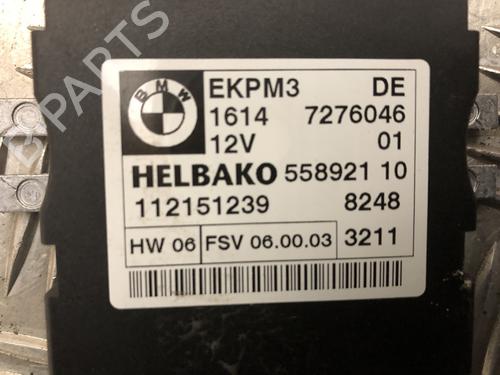 B-PARTS
BMW
EKPM3 DE
1614 7276046
12V 01
HELBAKO 558921 10
112151239 8248
HW 06 FSV 06.00.03 3211